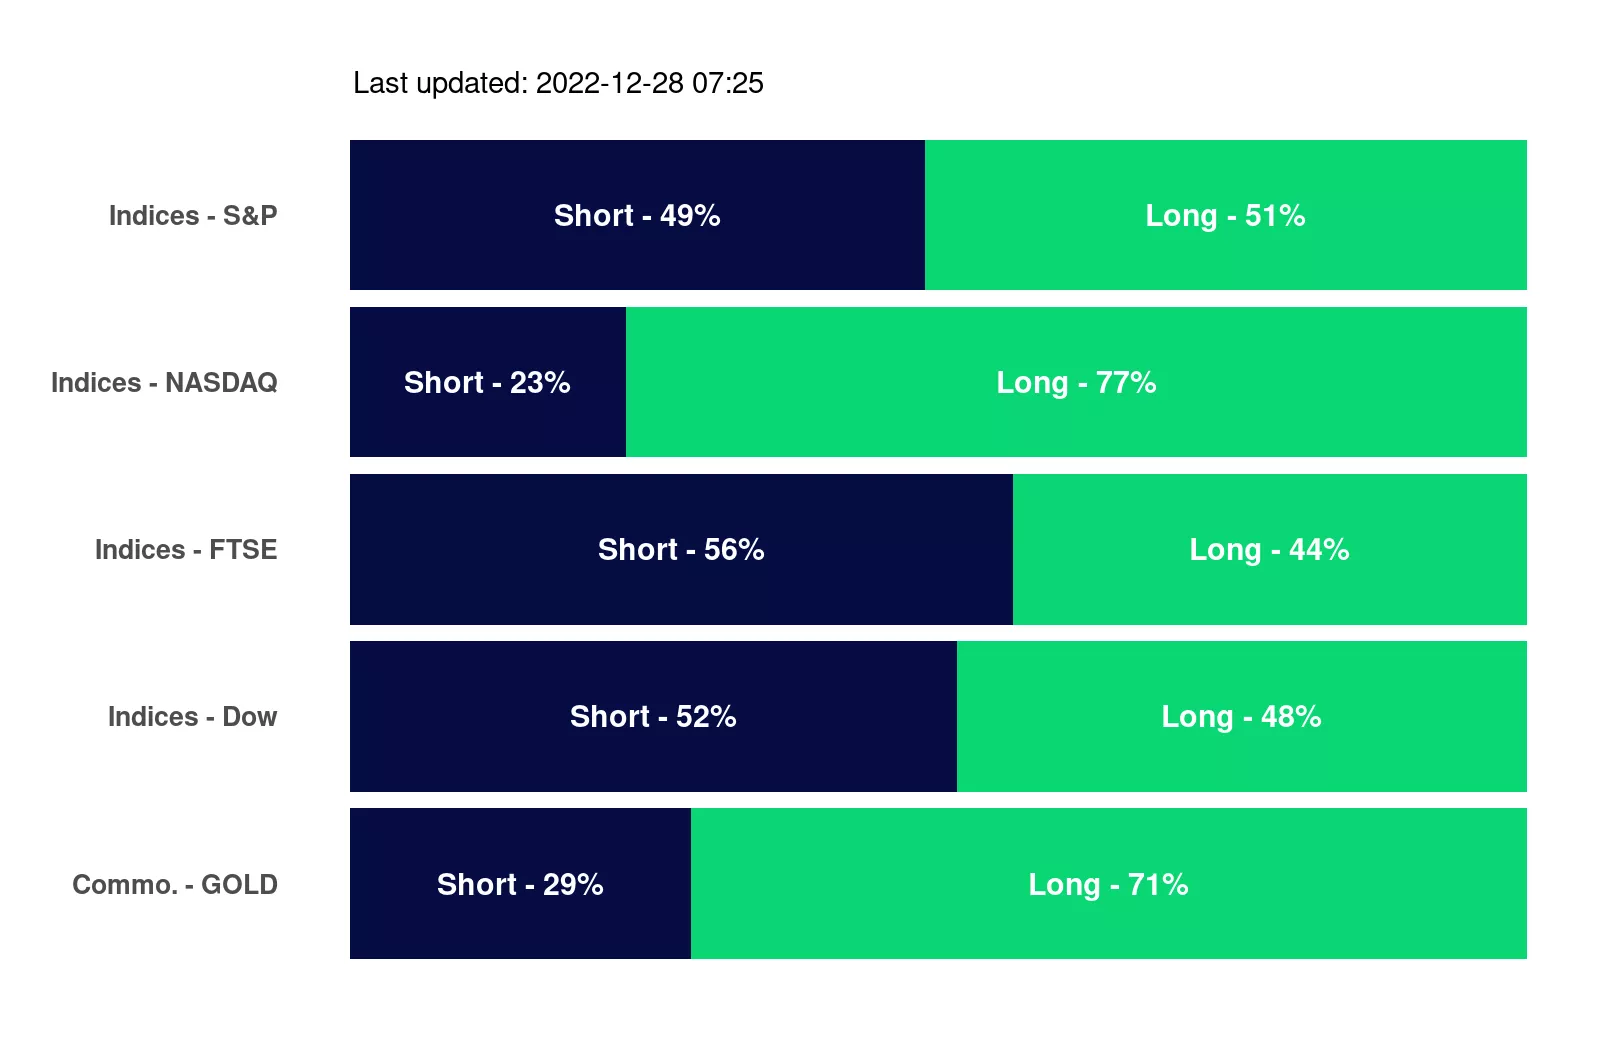 Last updated: 2022-12-28 07:25
Indices - S&P Short - 49% Long - 51%
Indices - NASDAQ Short - 23% Long - 77%
Indices - FTSE Short - 56% Long - 44%
Indices - Dow Short - 52% Long - 48%
Commo. - GOLD Short - 29% Long - 71%